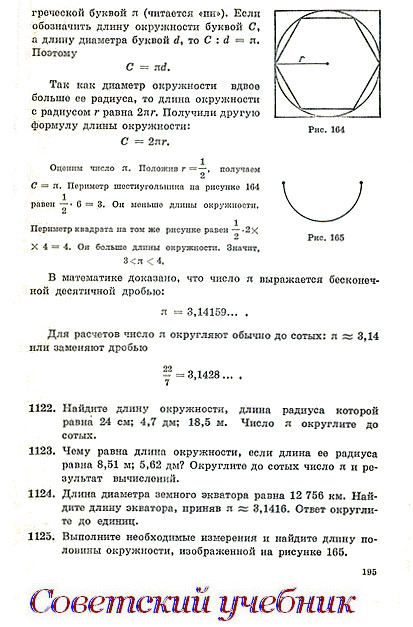 греческой буквой π (читается «пи»). Если
обозначить длину окружности буквой C,
а длину диаметра буквой d, то C : d = π.
Поэтому
C = πd.
Так как диаметр окружности вдвое
больше ее радиуса, то длина окружности
с радиусом r равна 2πr. Получили другую
формулу длины окружности:
C = 2πr.
r
Рис. 164
Оценим число π. Положив r = 1/2, получаем
C = π. Периметр шестиугольника на рисунке 164
равен 1/2 · 6 = 3. Он меньше длины окружности.
Периметр квадрата на том же рисунке равен 1/2 · 2×
× 4 = 4. Он больше длины окружности. Значит,
3 < π < 4.
Рис. 165
В математике доказано, что число π выражается бесконеч-
ной десятичной дробью:
π = 3,14159... .
Для расчетов число π округляют обычно до сотых: π ≈ 3,14
или заменяют дробью
22/7 = 3,1428... .
1122. Найдите длину окружности, длина радиуса которой
равна 24 см; 4,7 дм; 18,5 м. Число π округлите до
сотых.
1123. Чему равна длина окружности, если длина ее радиуса
равна 8,51 м; 5,62 дм? Округлите до сотых число π и ре-
зультат вычислений.
1124. Длина диаметра земного экватора равна 12 756 км. Най-
дите длину экватора, приняв π ≈ 3,1416. Ответ округли-
те до единиц.
1125. Выполните необходимые измерения и найдите длину по-
ловины окружности, изображенной на рисунке 165.
195
Советский учебник